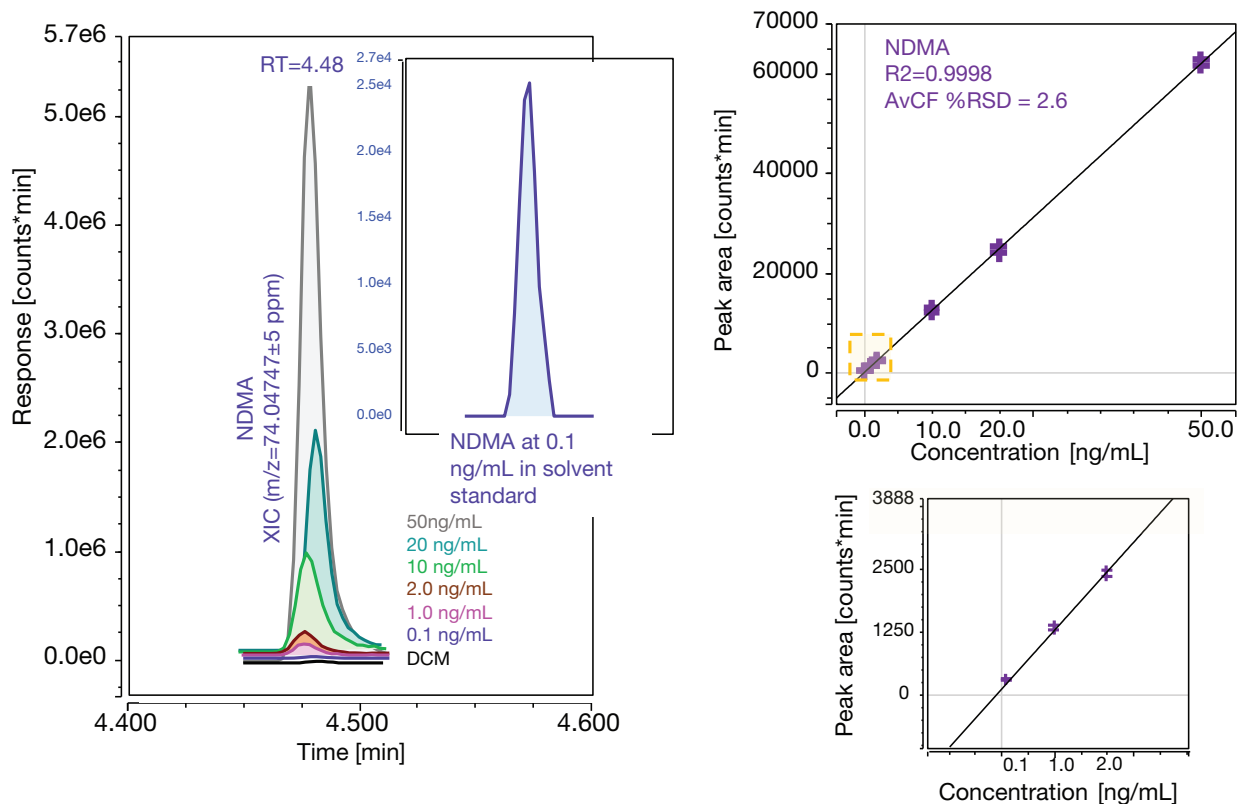 5.7e6
5.0e6
4.0e6
3.0e6
2.0e6
1.0e6
0.0e0
Response [counts*min]
4.400
4.500
4.600
Time [min]
RT=4.48
NDMA
XIC (m/z=74.04747±5 ppm)
2.7e4
2.5e4
2.0e4
1.5e4
1.0e4
5.0e3
0.0e0
NDMA at 0.1
ng/mL in solvent
standard
50ng/mL
20 ng/mL
10 ng/mL
2.0 ng/mL
1.0 ng/mL
0.1 ng/mL
DCM
70000
60000
40000
20000
0
Peak area [counts*min]
NDMA
R2=0.9998
AvCF %RSD = 2.6
0.0
10.0
20.0
50.0
Concentration [ng/mL]
3888
2500
1250
0
Peak area [counts*min]
0.1
1.0
2.0
Concentration [ng/mL]